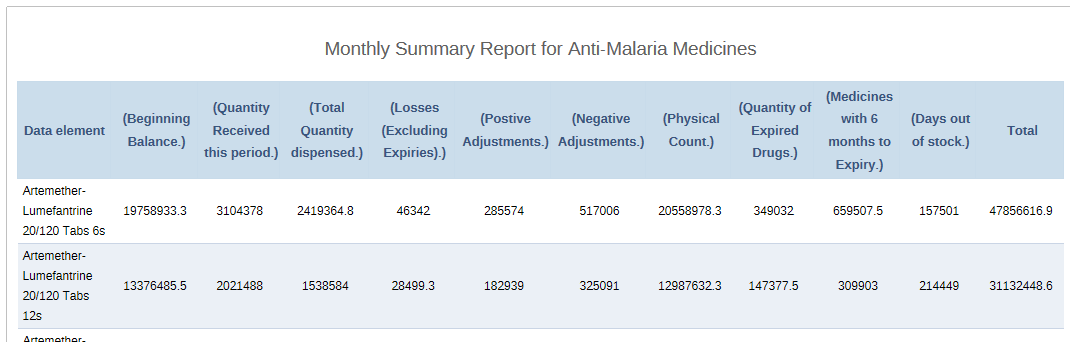 Monthly Summary Report for Anti-Malaria Medicines
Data element
(Beginning
Balance.)
(Quantity
Received
this period.)
(Total
Quantity
dispensed.)
(Losses
(Excluding
Expiries).)
(Postive
Adjustments.)
(Negative
Adjustments.)
(Physical
Count.)
(Quantity of
Expired
Drugs.)
(Medicines
with 6
months to
Expiry.)
(Days out
of stock.)
Total
Artemether-
Lumefantrine
20/120 Tabs 6s
19758933.3 3104378 2419364.8 46342 285574 517006 20558978.3 349032 659507.5 157501 47856616.9
Artemether-
Lumefantrine
20/120 Tabs
12s
13376485.5 2021488 1538584 28499.3 182939 325091 12987632.3 147377.5 309903 214449 31132448.6
Artemether-